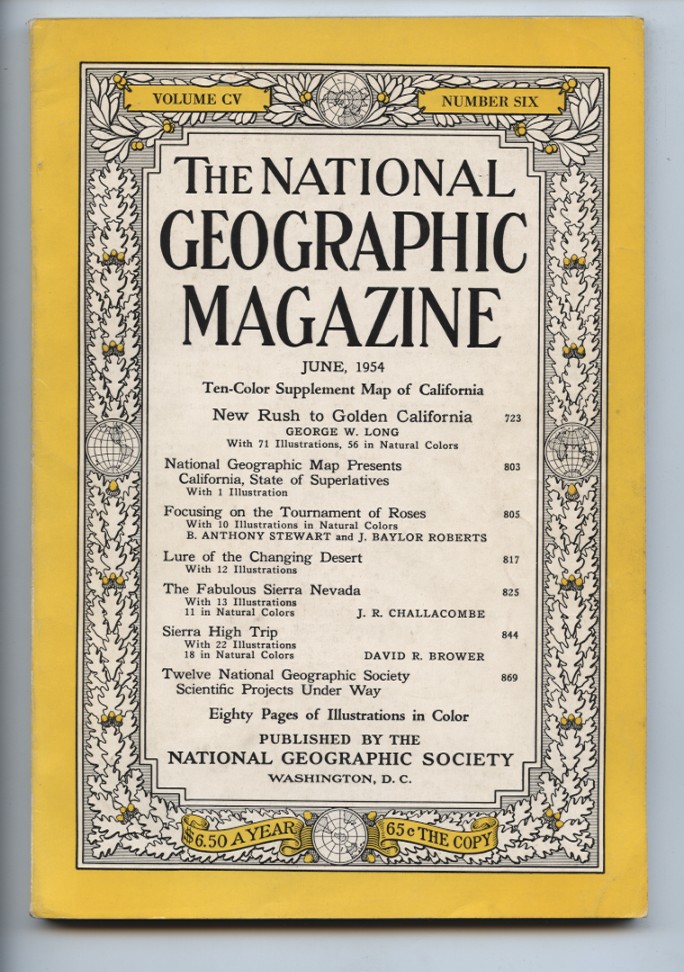 VOLUME CV
NUMBER SIX
THE NATIONAL
GEOGRAPHIC
MAGAZINE
JUNE, 1954
Ten-Color Supplement Map of California
New Rush to Golden California 723
GEORGE W. LONG
With 71 Illustrations, 56 in Natural Colors
National Geographic Map Presents 803
California, State of Superlatives
With 1 Illustration
Focusing on the Tournament of Roses 805
With 10 Illustrations in Natural Colors
B. ANTHONY STEWART and J. BAYLOR ROBERTS
Lure of the Changing Desert 817
With 12 Illustrations
The Fabulous Sierra Nevada 825
With 13 Illustrations
11 in Natural Colors J. R. CHALLACOMBE
Sierra High Trip 844
With 22 Illustrations
18 in Natural Colors DAVID R. BROWER
Twelve National Geographic Society 869
Scientific Projects Under Way
Eighty Pages of Illustrations in Color
PUBLISHED BY THE
NATIONAL GEOGRAPHIC SOCIETY
WASHINGTON, D. C.
$6.50 A YEAR
65c THE COPY